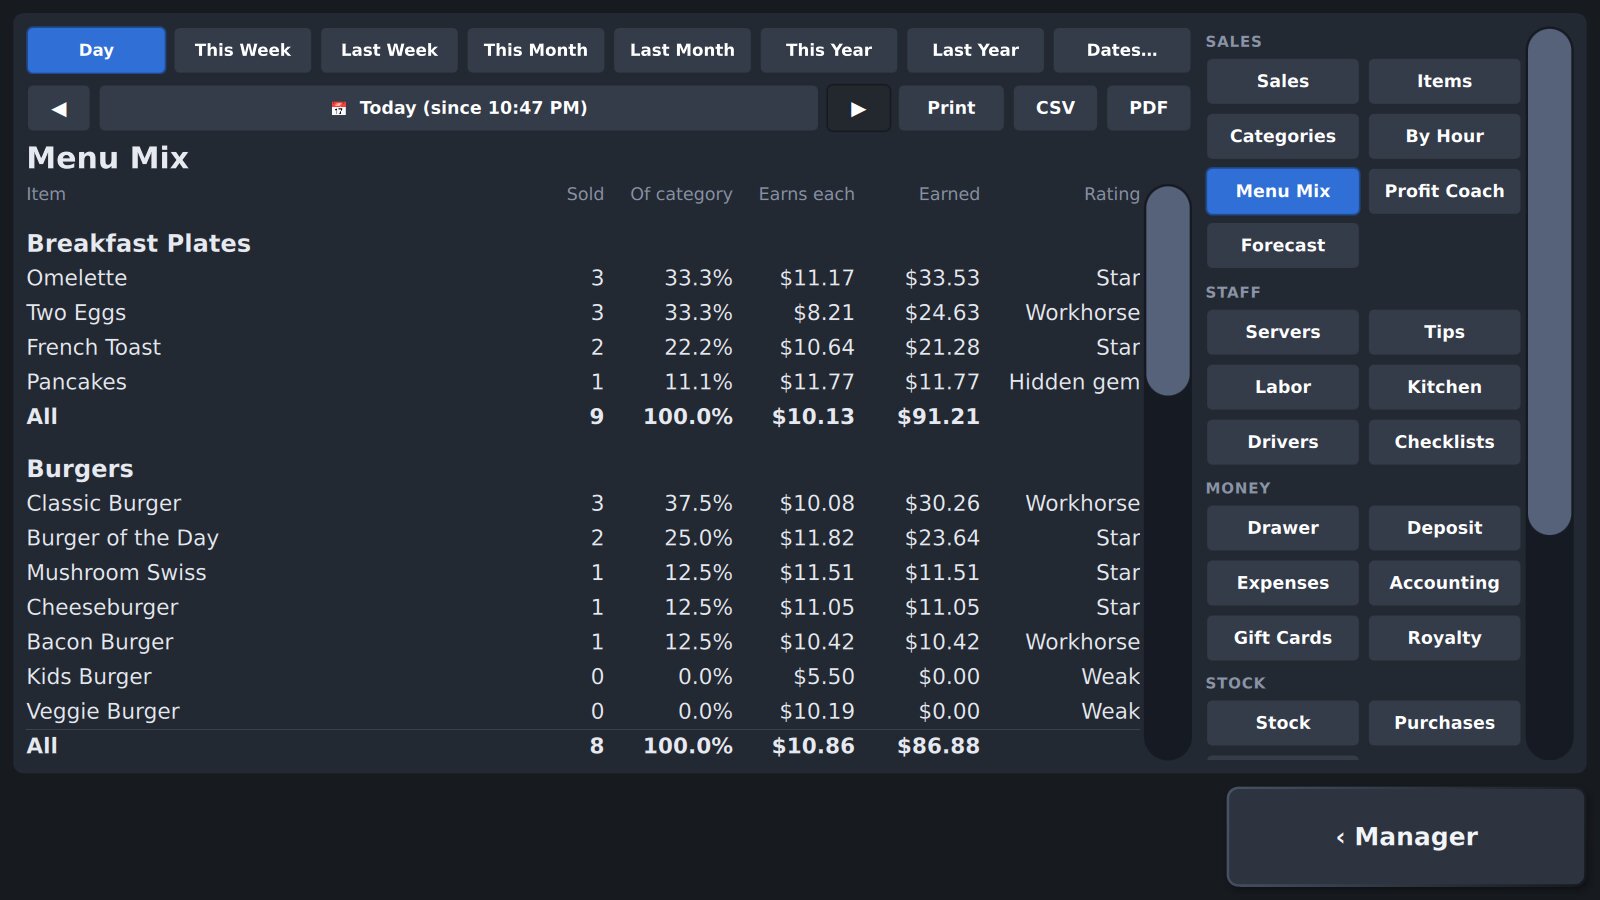 Day This Week Last Week This Month Last Month This Year Last Year Dates...
◀ 📅 Today (since 10:47 PM) ▶ Print CSV PDF
Menu Mix
Item Sold Of category Earns each Earned Rating
Breakfast Plates
Omelette 3 33.3% $11.17 $33.53 Star
Two Eggs 3 33.3% $8.21 $24.63 Workhorse
French Toast 2 22.2% $10.64 $21.28 Star
Pancakes 1 11.1% $11.77 $11.77 Hidden gem
All 9 100.0% $10.13 $91.21
Burgers
Classic Burger 3 37.5% $10.08 $30.26 Workhorse
Burger of the Day 2 25.0% $11.82 $23.64 Star
Mushroom Swiss 1 12.5% $11.51 $11.51 Star
Cheeseburger 1 12.5% $11.05 $11.05 Star
Bacon Burger 1 12.5% $10.42 $10.42 Workhorse
Kids Burger 0 0.0% $5.50 $0.00 Weak
Veggie Burger 0 0.0% $10.19 $0.00 Weak
All 8 100.0% $10.86 $86.88
SALES
Sales Items
Categories By Hour
Menu Mix Profit Coach
Forecast
STAFF
Servers Tips
Labor Kitchen
Drivers Checklists
MONEY
Drawer Deposit
Expenses Accounting
Gift Cards Royalty
STOCK
Stock Purchases
‹ Manager